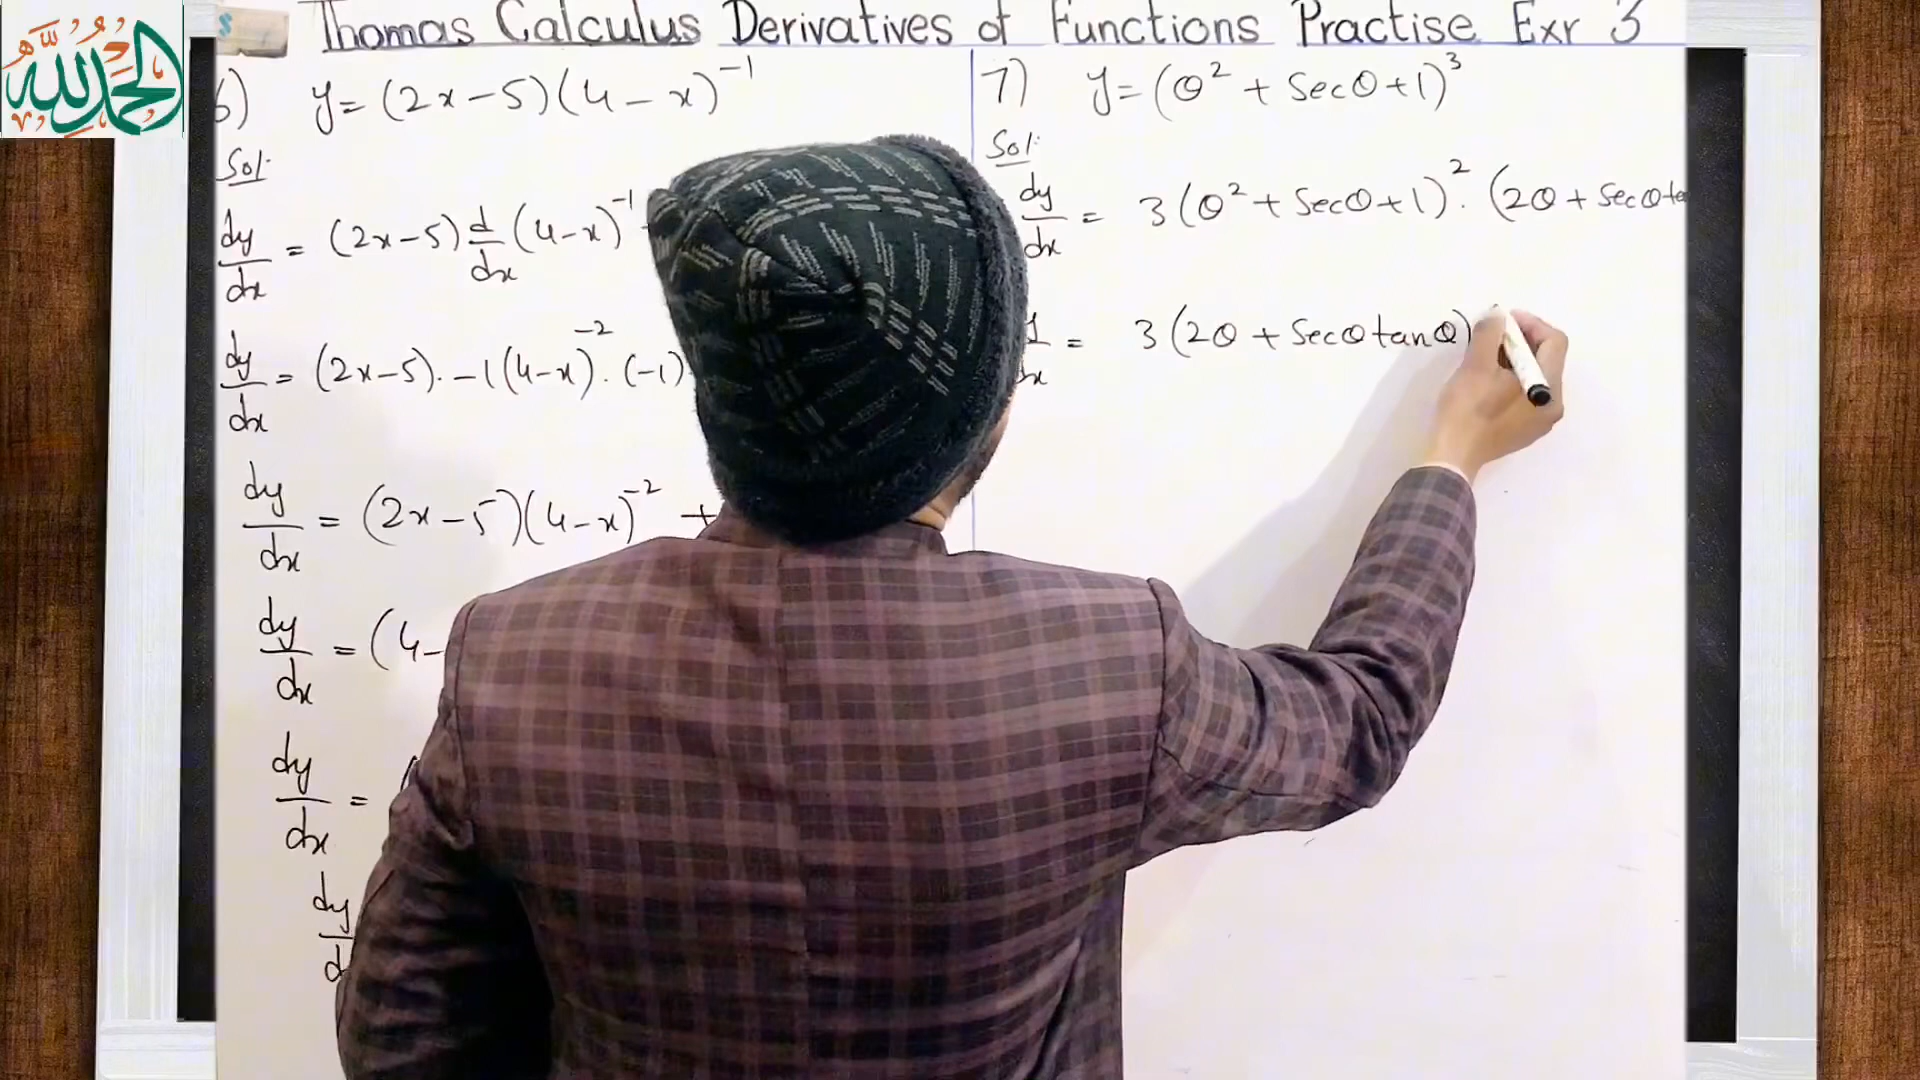 الحمد لله
Thomas Calculus Derivatives of Functions Practise Exr 3
6) y = (2x-5)(4-x)^-1
Sol:
dy/dx = (2x-5) d/dx (4-x)^-1
dy/dx = (2x-5). -1(4-x)^-2. (-1)
dy/dx = (2x-5)(4-x)^-2 +
dy/dx = (4-
dy/dx =
dy
7) y = (θ² + Secθ+1)³
Sol:
dy/dx = 3(θ² + Secθ+1)². (2θ + Secθta
= 3(2θ + Secθtanθ)